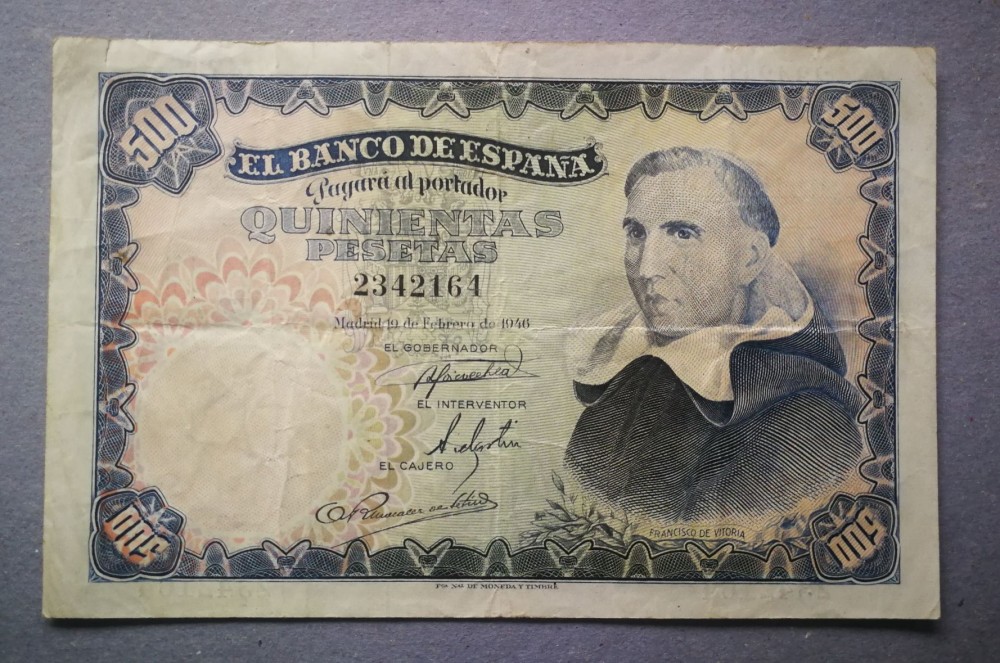 500
500
EL BANCO DE ESPAÑA
Pagará al portador
QUINIENTAS
PESETAS
2342164
Madrid 19 de Febrero de 1946
EL GOBERNADOR
EL INTERVENTOR
EL CAJERO
FRANCISCO DE VITORIA
500
500
Fca Nal DE MONEDA Y TIMBRE